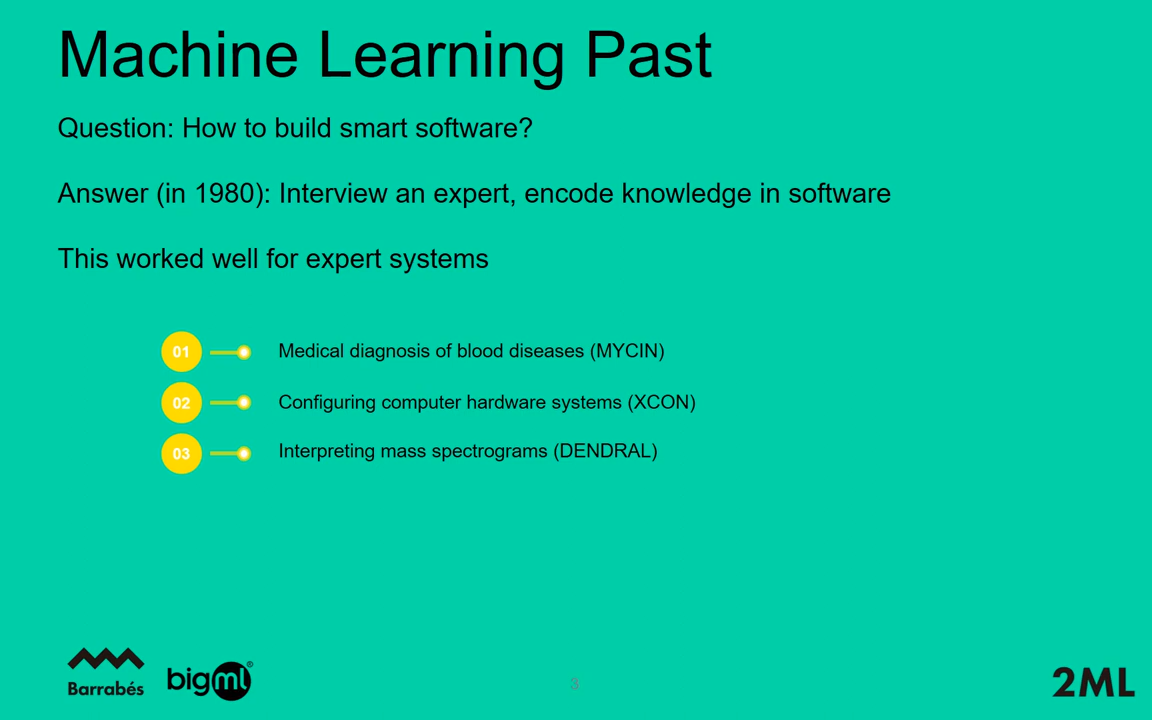 Machine Learning Past
Question: How to build smart software?
Answer (in 1980): Interview an expert, encode knowledge in software
This worked well for expert systems
01 Medical diagnosis of blood diseases (MYCIN)
02 Configuring computer hardware systems (XCON)
03 Interpreting mass spectrograms (DENDRAL)
Barrabés
bigml®
3
2ML